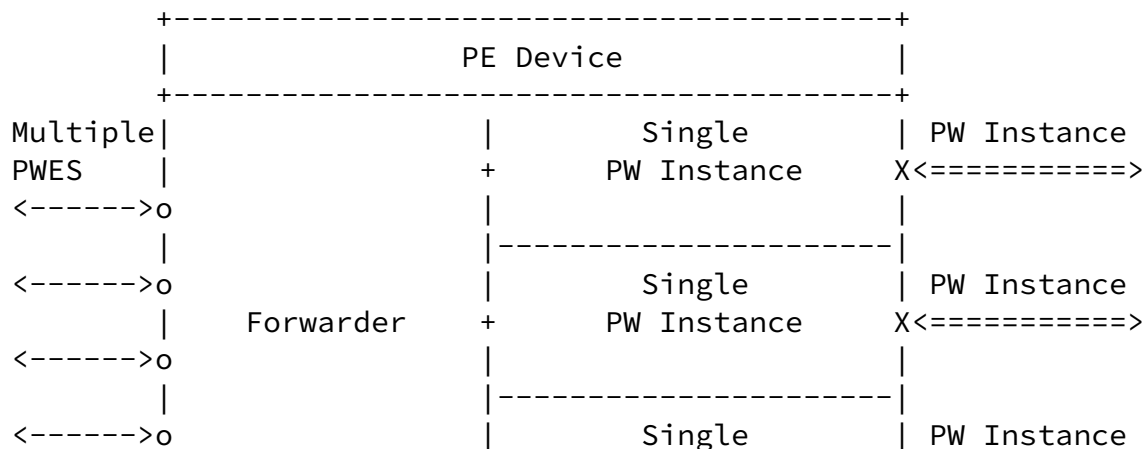 +----------------------------------------+
|                PE Device               |
+----------------------------------------+
Multiple|                 |        Single        | PW Instance
PWES    |                 +      PW Instance     X<===========>
<------>o                 |                      |
|                 |----------------------|
<------>o                 |        Single        | PW Instance
|    Forwarder    +      PW Instance     X<===========>
<------>o                 |                      |
|                 |----------------------|
<------>o                 |        Single        | PW Instance